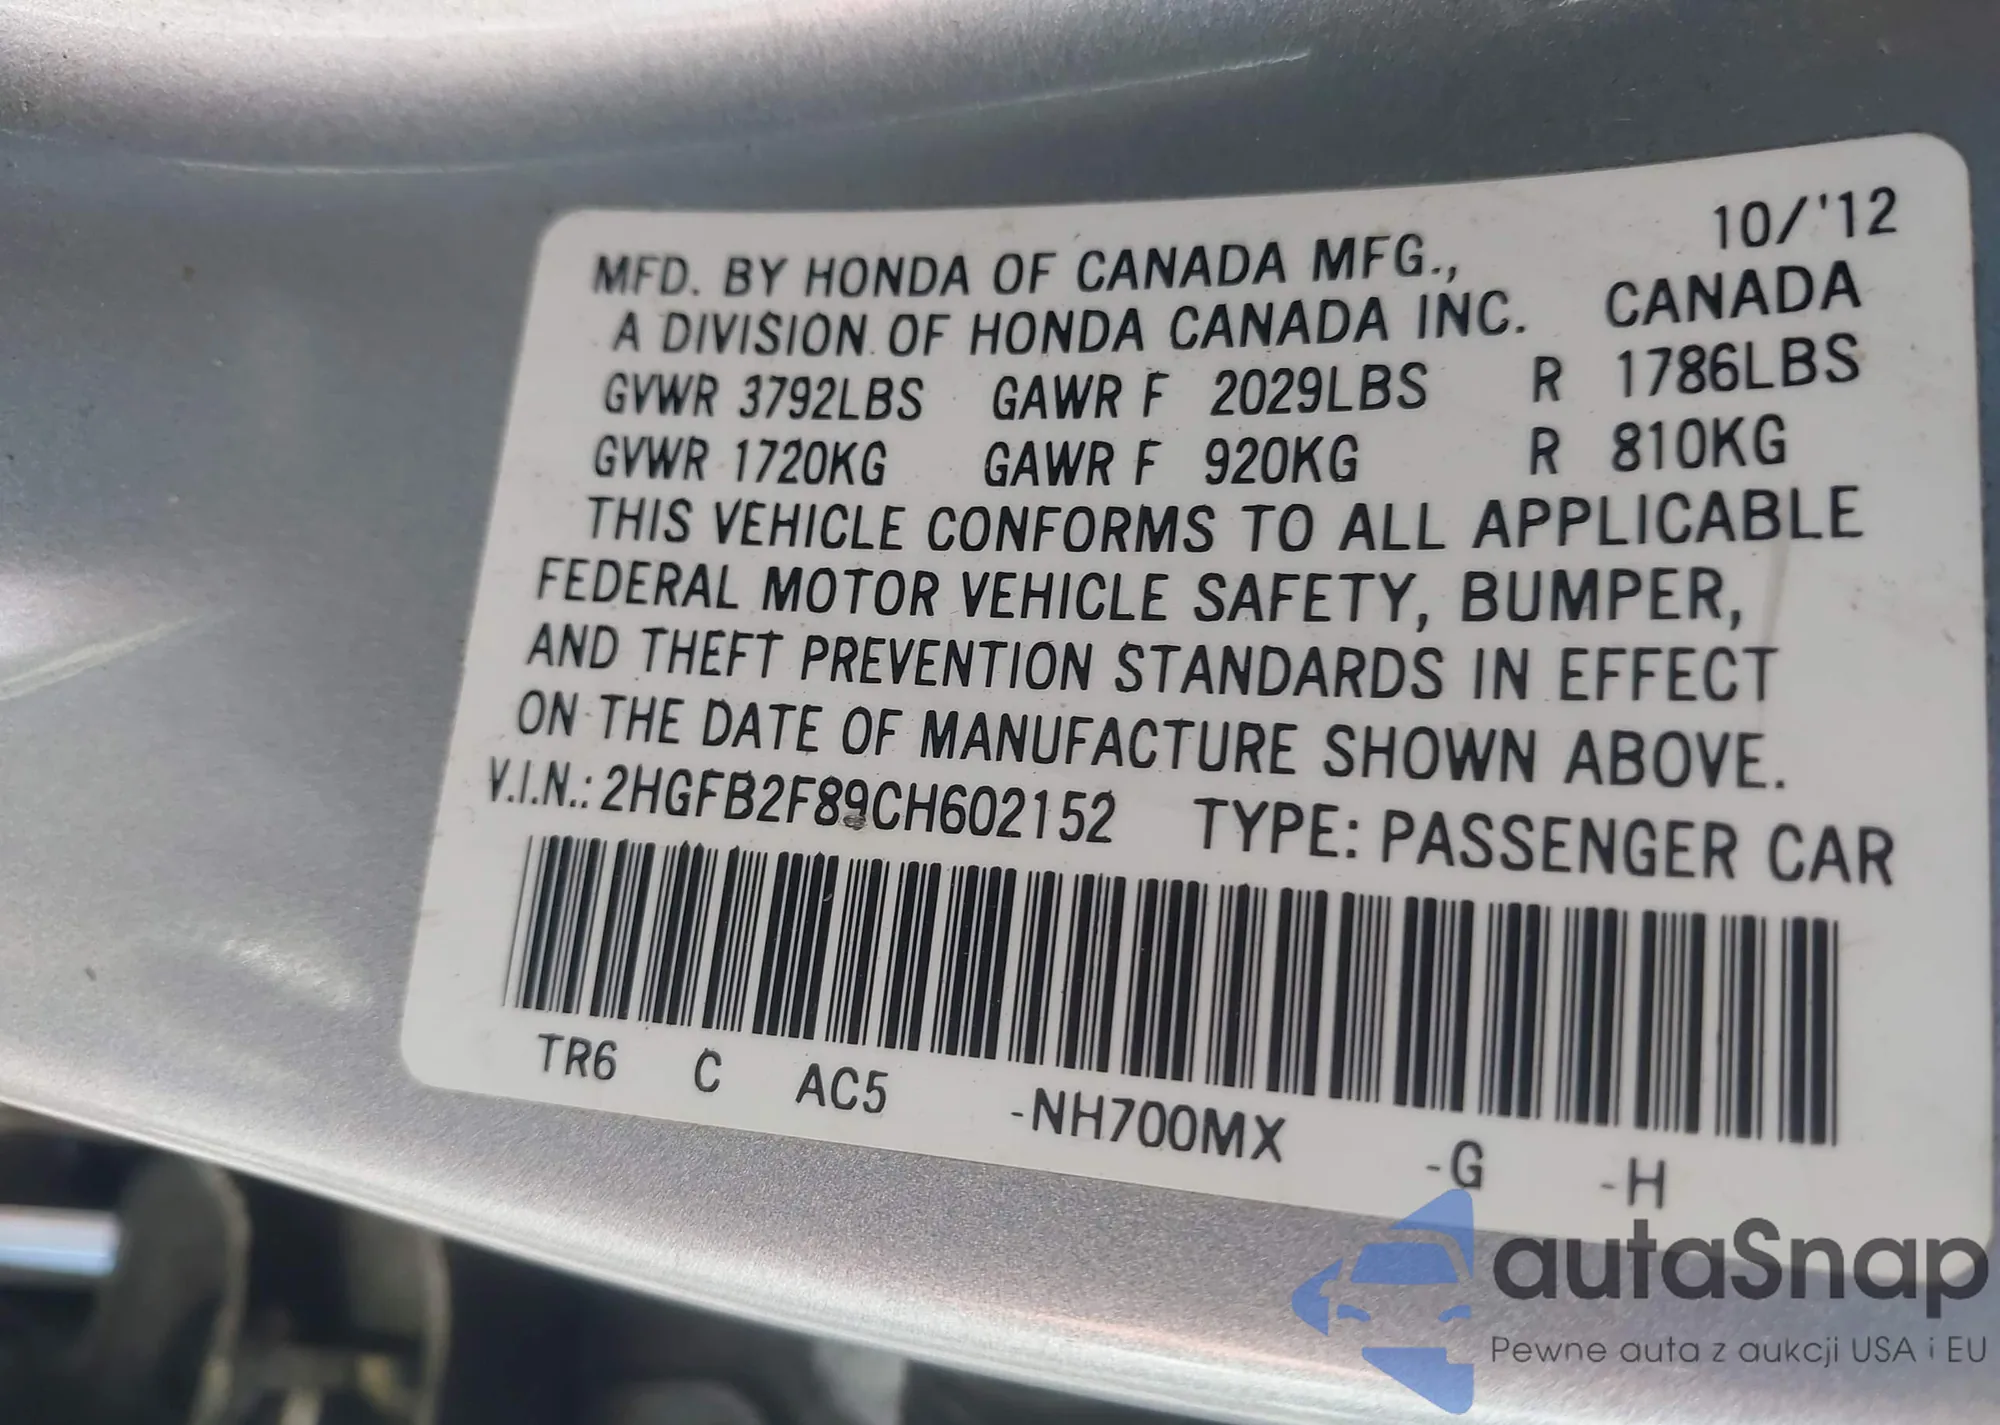 10/'12
MFD. BY HONDA OF CANADA MFG.,
A DIVISION OF HONDA CANADA INC. CANADA
GVWR 3792LBS GAWR F 2029LBS R 1786LBS
GVWR 1720KG GAWR F 920KG R 810KG
THIS VEHICLE CONFORMS TO ALL APPLICABLE
FEDERAL MOTOR VEHICLE SAFETY, BUMPER,
AND THEFT PREVENTION STANDARDS IN EFFECT
ON THE DATE OF MANUFACTURE SHOWN ABOVE.
V.I.N.: 2HGFB2F89CH602152 TYPE: PASSENGER CAR
TR6 C AC5 -NH700MX -G -H
autaSnap
Pewne auta z aukcji USA i EU